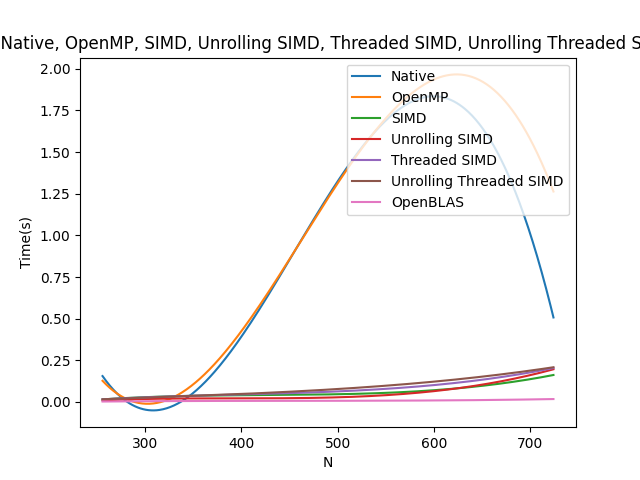 Native, OpenMP, SIMD, Unrolling SIMD, Threaded SIMD, Unrolling Threaded S
2.00
1.75
1.50
1.25
1.00
0.75
0.50
0.25
0.00
Time(s)
Native
OpenMP
SIMD
Unrolling SIMD
Threaded SIMD
Unrolling Threaded SIMD
OpenBLAS
300 400 500 600 700
N